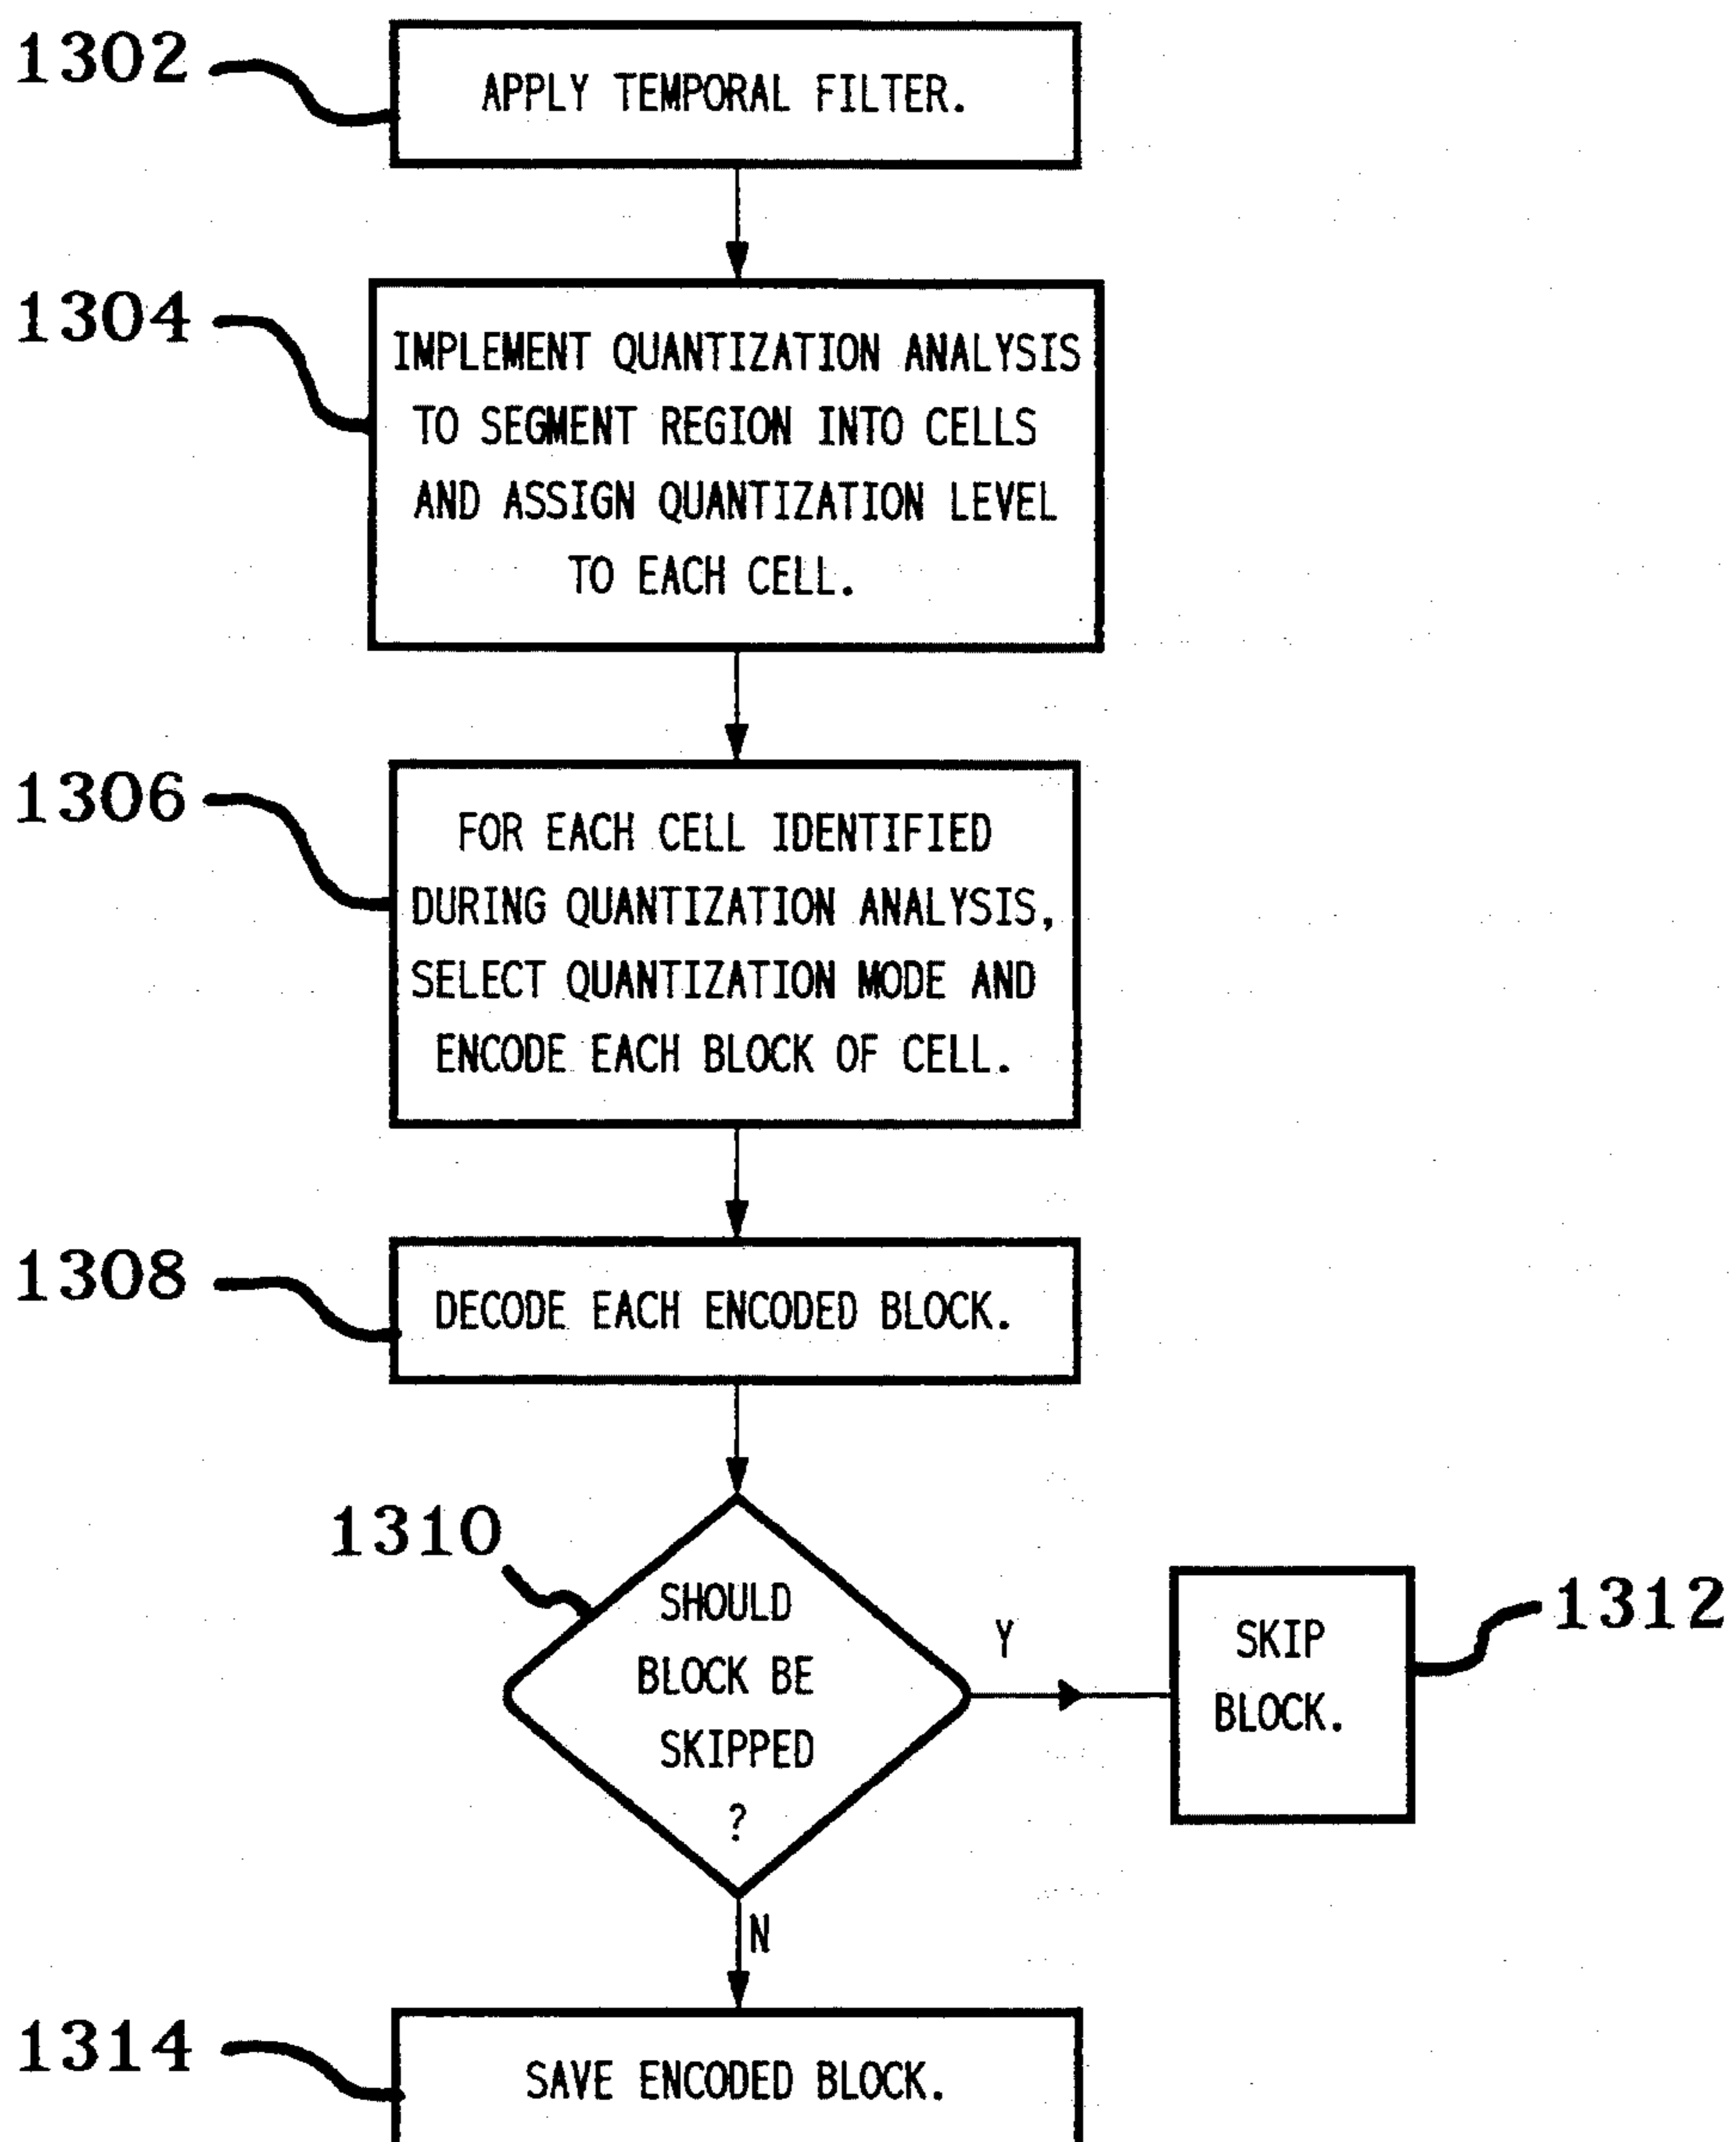 1302
APPLY TEMPORAL FILTER.
1304
IMPLEMENT QUANTIZATION ANALYSIS
TO SEGMENT REGION INTO CELLS
AND ASSIGN QUANTIZATION LEVEL
TO EACH CELL.
1306
FOR EACH CELL IDENTIFIED
DURING QUANTIZATION ANALYSIS,
SELECT QUANTIZATION MODE AND
ENCODE EACH BLOCK OF CELL.
1308
DECODE EACH ENCODED BLOCK.
1310
SHOULD
BLOCK BE
SKIPPED
?
Y
SKIP
BLOCK.
1312
N
1314
SAVE ENCODED BLOCK.